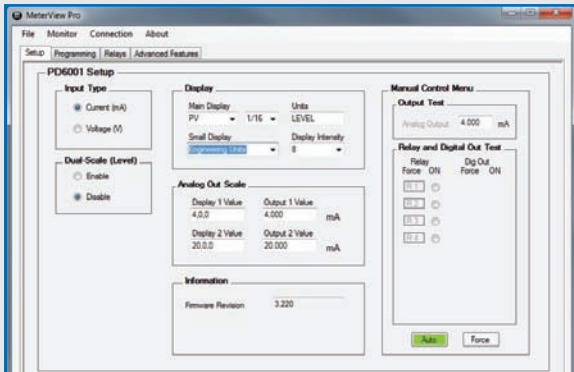 MeterView Pro
File Monitor Connection About
Setup Programming Relays Advanced Features
PD6001 Setup
Input Type
Current (mA)
Voltage (V)
Dual-Scale (Level)
Enable
Disable
Display
Main Display Units
PV 1/16 LEVEL
Small Display Display Intensity
Engineering Units 8
Analog Out Scale
Display 1 Value Output 1 Value
4,0,0 4.000 mA
Display 2 Value Output 2 Value
20,0,0 20.000 mA
Information
Firmware Revision 3.220
Manual Control Menu
Output Test
Analog Output 4.000 mA
Relay and Digital Out Test
Relay Dig Out
Force ON Force ON
R 1
R 2
R 3
R 4
Auto Force